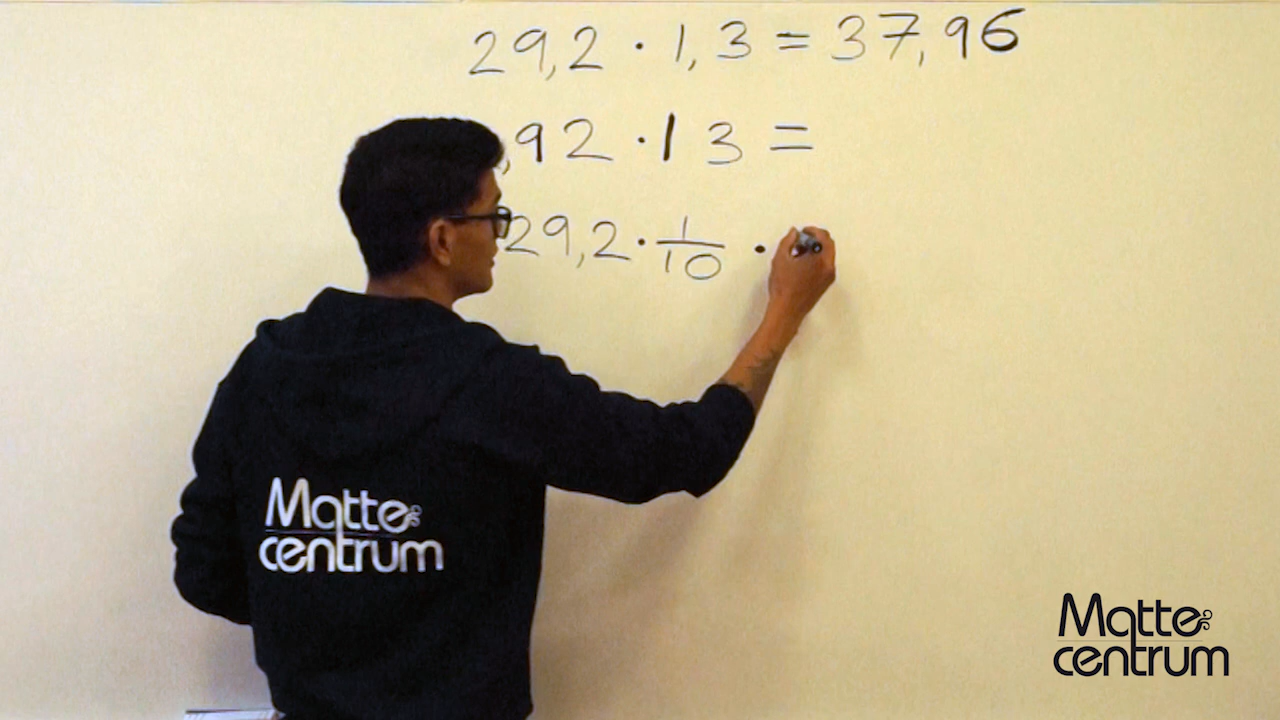 29,2 · 1,3 = 37,96
,92 · 13 =
29,2 · 1/10 ·
Matte
centrum
Matte
centrum